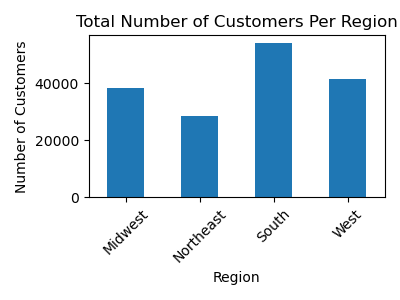 Total Number of Customers Per Region
Number of Customers
40000
20000
0
Midwest
Northeast
South
West
Region